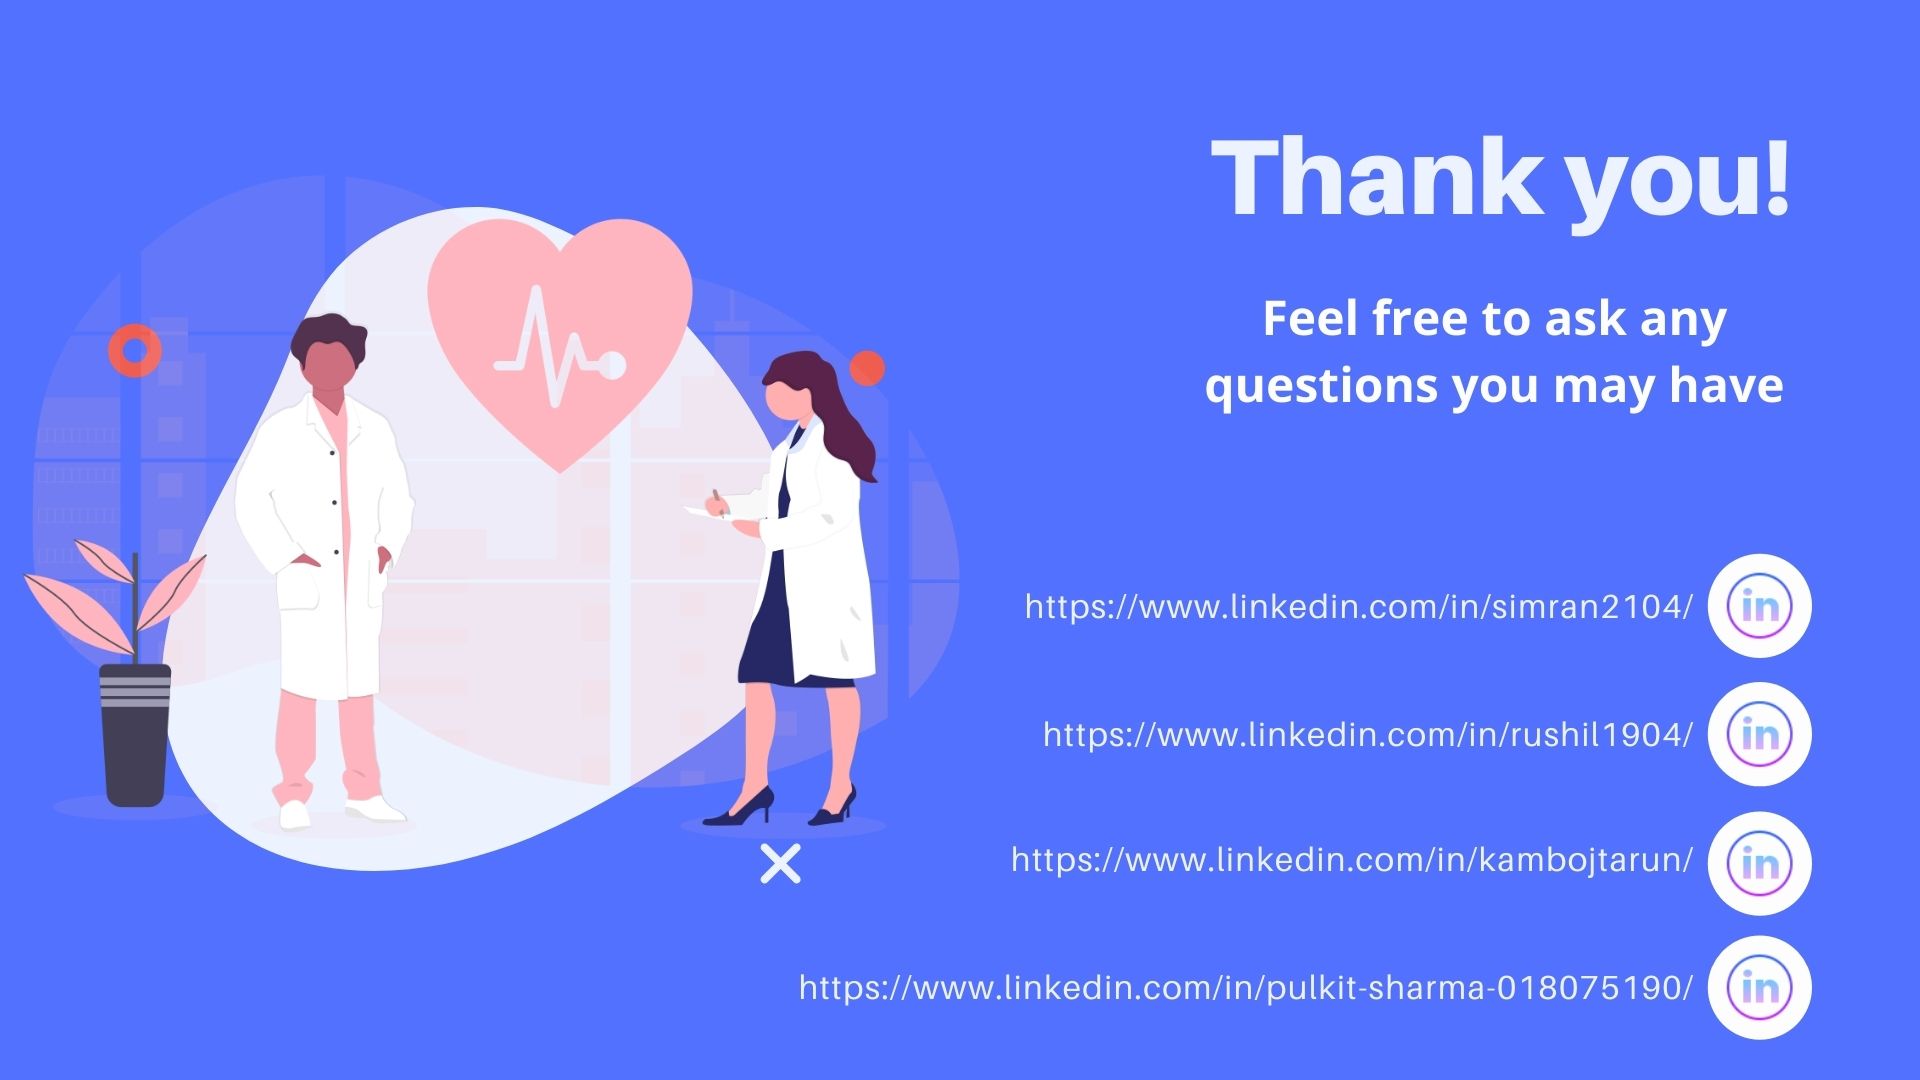 Thank you!
Feel free to ask any
questions you may have
https://www.linkedin.com/in/simran2104/
in
https://www.linkedin.com/in/rushil1904/
in
https://www.linkedin.com/in/kambojtarun/
in
https://www.linkedin.com/in/pulkit-sharma-018075190/
in